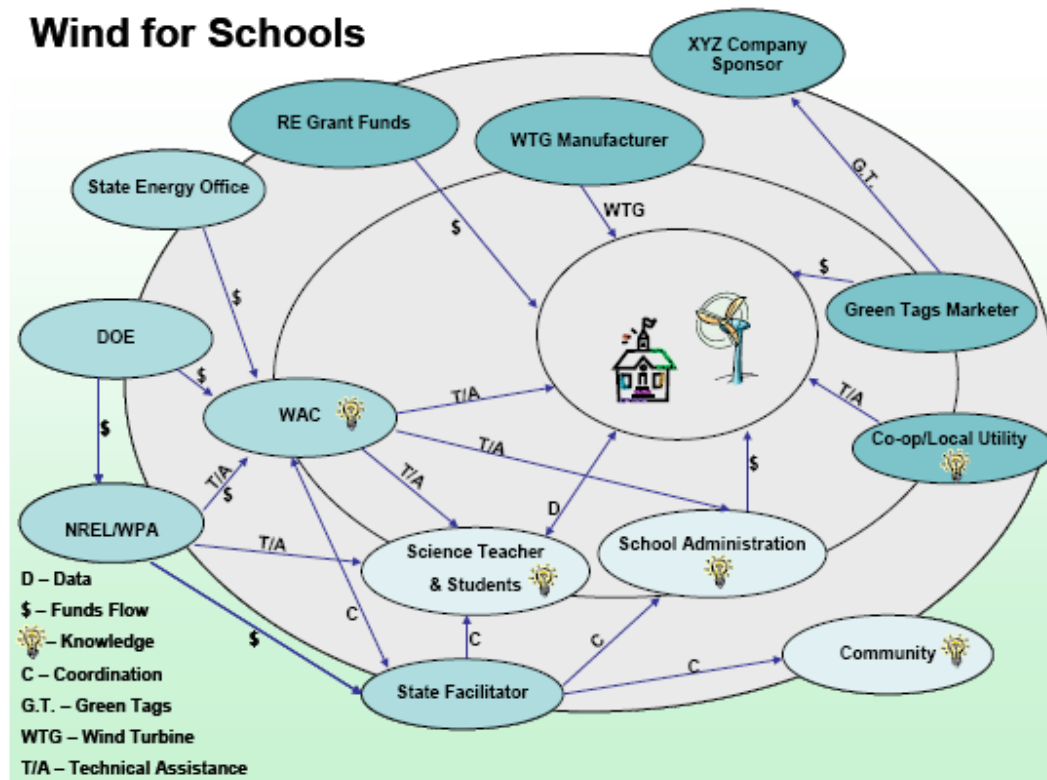 Wind for Schools
XYZ Company
Sponsor
RE Grant Funds
WTG Manufacturer
State Energy Office
G.T.
WTG
$
$
$
Green Tags Marketer
DOE
$
$
WAC
T/A
T/A
T/A
T/A
Co-op/Local Utility
$
T/A
$
NREL/WPA
T/A
D
$
Science Teacher
& Students
School Administration
D – Data
$ – Funds Flow
– Knowledge
C – Coordination
G.T. – Green Tags
WTG – Wind Turbine
T/A – Technical Assistance
C
$
C
C
C
State Facilitator
Community